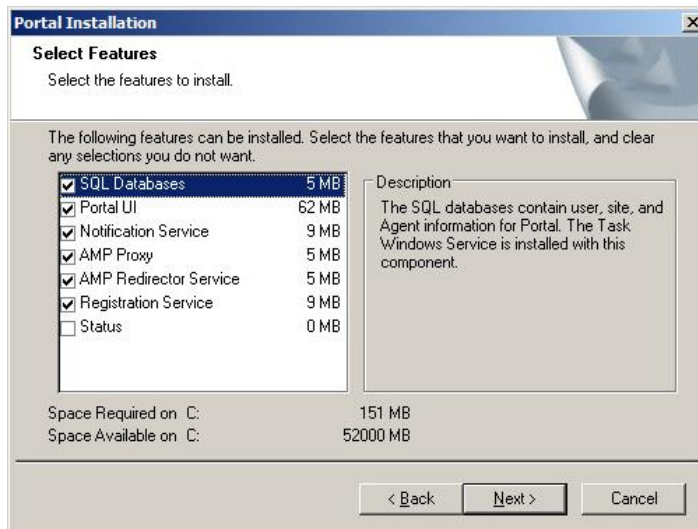 Portal Installation
Select Features
Select the features to install.
The following features can be installed. Select the features that you want to install, and clear
any selections you do not want.
SQL Databases 5 MB
Portal UI 62 MB
Notification Service 9 MB
AMP Proxy 5 MB
AMP Redirector Service 5 MB
Registration Service 9 MB
Status 0 MB
Description
The SQL databases contain user, site, and
Agent information for Portal. The Task
Windows Service is installed with this
component.
Space Required on C: 151 MB
Space Available on C: 52000 MB
< Back Next > Cancel